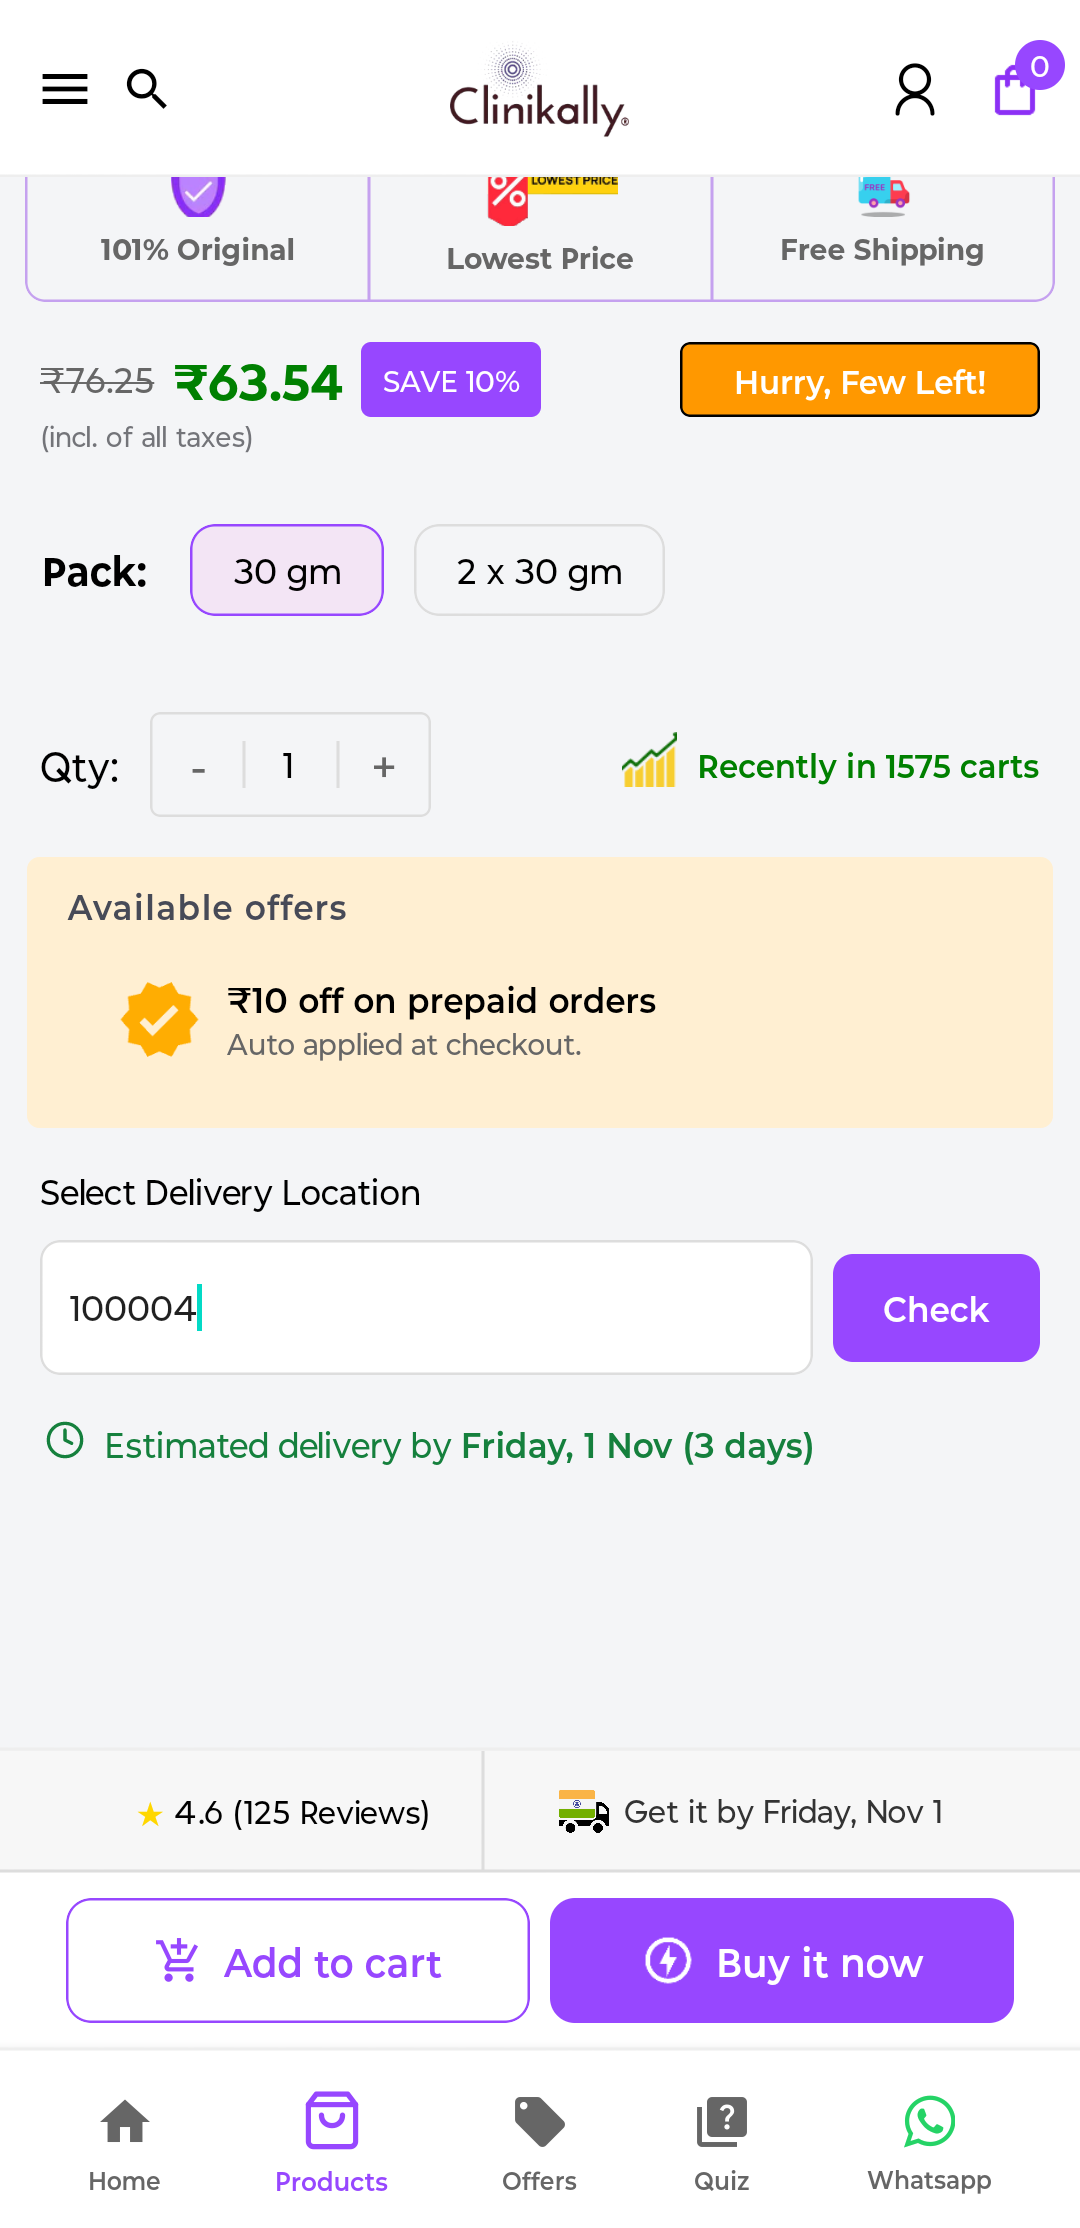 Clinikally®
0
LOWEST PRICE
FREE
101% Original
Lowest Price
Free Shipping
₹76.25 ₹63.54 SAVE 10%
Hurry, Few Left!
(incl. of all taxes)
Pack: 30 gm 2 x 30 gm
Qty: - 1 +
Recently in 1575 carts
Available offers
₹10 off on prepaid orders
Auto applied at checkout.
Select Delivery Location
100004
Check
Estimated delivery by Friday, 1 Nov (3 days)
4.6 (125 Reviews)
Get it by Friday, Nov 1
Add to cart
Buy it now
Home
Products
Offers
Quiz
Whatsapp